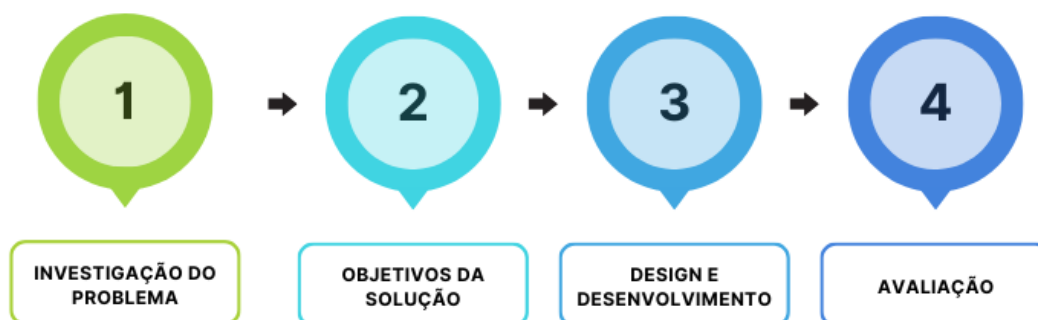 1
2
3
4
INVESTIGAÇÃO DO
PROBLEMA
OBJETIVOS DA
SOLUÇÃO
DESIGN E
DESENVOLVIMENTO
AVALIAÇÃO